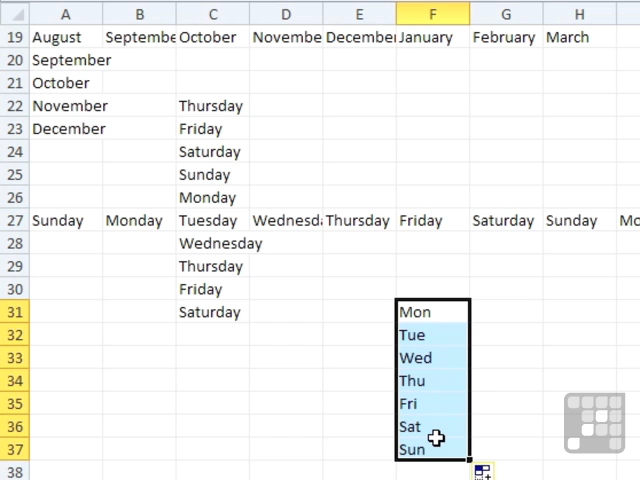 A B C D E F G H
19 August Septembe October Novembe December January February March
20 September
21 October
22 November Thursday
23 December Friday
24 Saturday
25 Sunday
26 Monday
27 Sunday Monday Tuesday Wednesda Thursday Friday Saturday Sunday Mo
28 Wednesday
29 Thursday
30 Friday
31 Saturday Mon
32 Tue
33 Wed
34 Thu
35 Fri
36 Sat
37 Sun
38